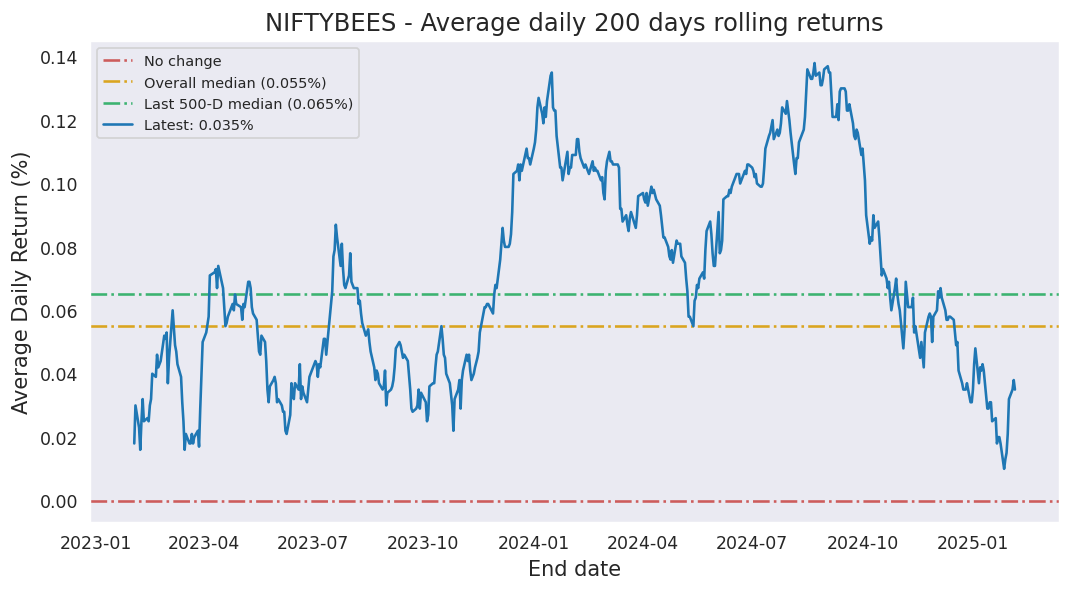 NIFTYBEES - Average daily 200 days rolling returns
No change
Overall median (0.055%)
Last 500-D median (0.065%)
Latest: 0.035%
Average Daily Return (%)
0.14
0.12
0.10
0.08
0.06
0.04
0.02
0.00
2023-01 2023-04 2023-07 2023-10 2024-01 2024-04 2024-07 2024-10 2025-01
End date